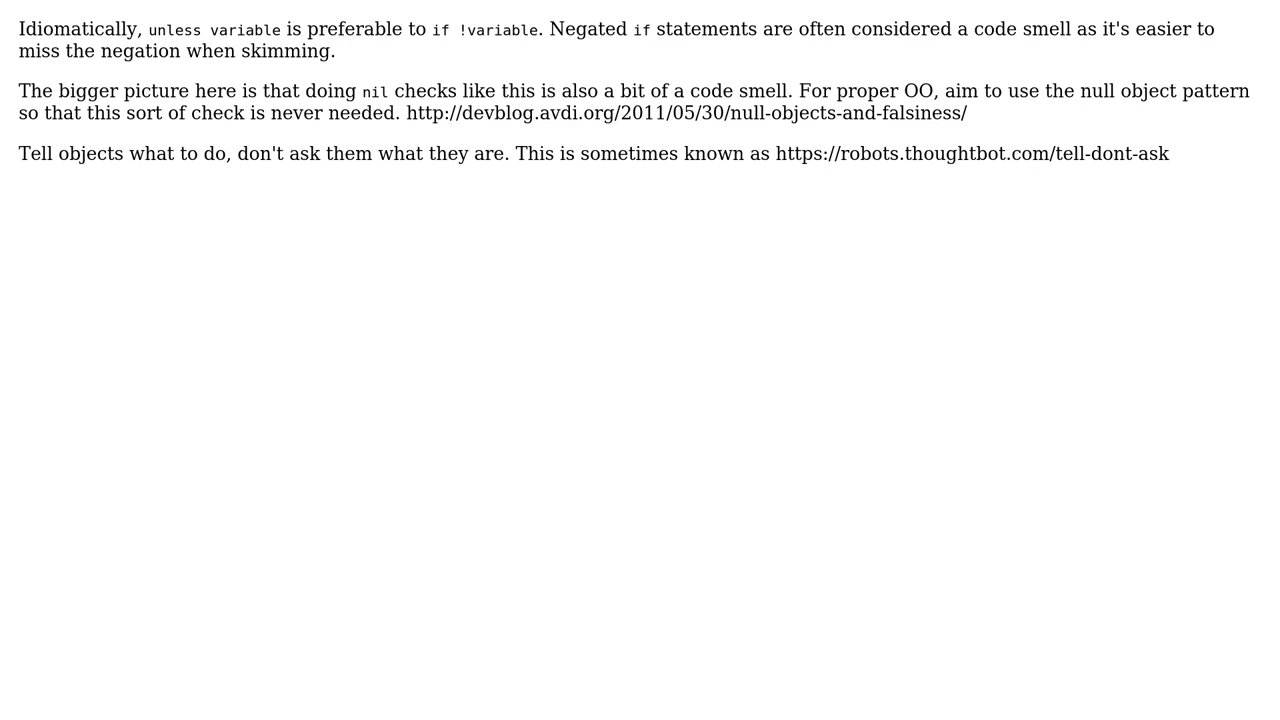 Idiomatically, unless variable is preferable to if !variable. Negated if statements are often considered a code smell as it's easier to
miss the negation when skimming.
The bigger picture here is that doing nil checks like this is also a bit of a code smell. For proper OO, aim to use the null object pattern
so that this sort of check is never needed. http://devblog.avdi.org/2011/05/30/null-objects-and-falsiness/
Tell objects what to do, don't ask them what they are. This is sometimes known as https://robots.thoughtbot.com/tell-dont-ask